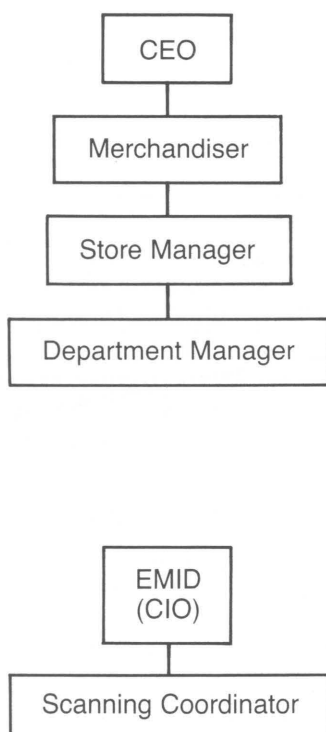 CEO
Merchandiser
Store Manager
Department Manager
EMID
(CIO)
Scanning Coordinator